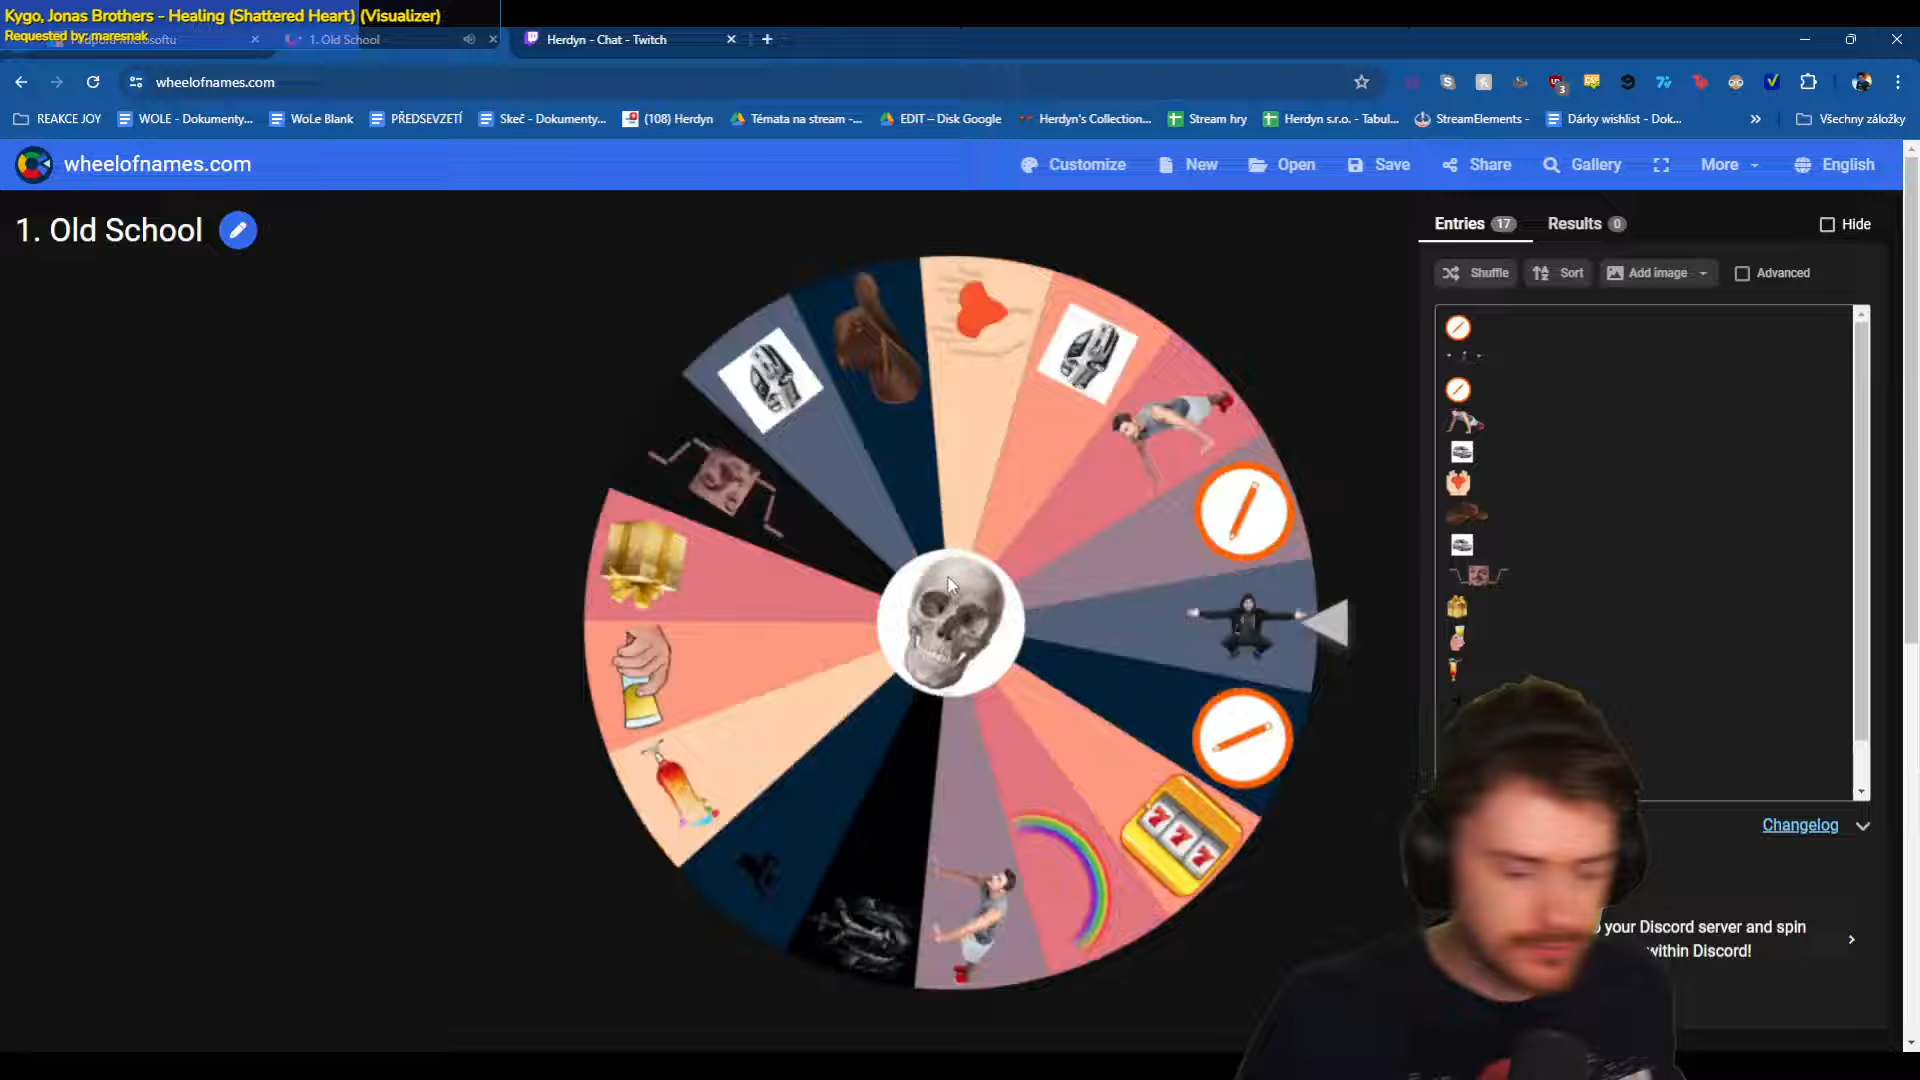 Kygo, Jonas Brothers - Healing (Shattered Heart) (Visualizer)
Requested by: maresnak
1. Old School
Herdyn - Chat - Twitch
wheelofnames.com
3
REAKCE JOY
WOLE - Dokumenty...
WoLe Blank
PŘEDSEVZETÍ
Skeč - Dokumenty...
(108) Herdyn
Témata na stream -...
EDIT – Disk Google
Herdyn's Collection...
Stream hry
Herdyn s.r.o. - Tabul...
StreamElements -
Dárky wishlist - Dok...
Všechny záložky
wheelofnames.com
Customize
New
Open
Save
Share
Gallery
More
English
1. Old School
Entries 17
Results 0
Hide
Shuffle
Sort
Add image
Advanced
777
Changelog
your Discord server and spin
within Discord!